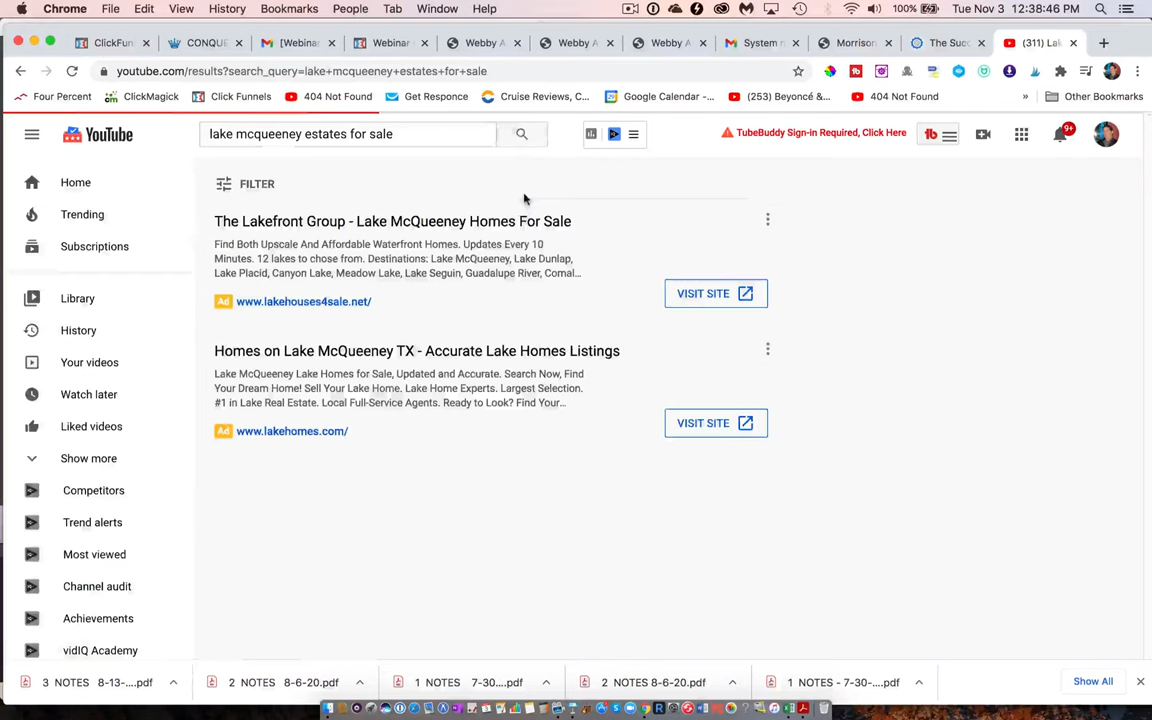 Chrome File Edit View History Bookmarks People Tab Window Help 100% Tue Nov 3 12:38:46 PM
ClickFun Webinar
CONQUE
[Webinar
Webinar
Webby A
Webby A
Webby A
System n
Morrison
The Succ
(311) Lak
youtube.com/results?search_query=lake+mcqueeney+estates+for+sale
Four Percent ClickMagick Click Funnels 404 Not Found Get Responce Cruise Reviews, C... Google Calendar -... (253) Beyoncé &... 404 Not Found » Other Bookmarks
YouTube
lake mcqueeney estates for sale
TubeBuddy Sign-in Required, Click Here
tb
9+
Home
Trending
Subscriptions
Library
History
Your videos
Watch later
Liked videos
Show more
Competitors
Trend alerts
Most viewed
Channel audit
Achievements
vidIQ Academy
FILTER
The Lakefront Group - Lake McQueeney Homes For Sale
Find Both Upscale And Affordable Waterfront Homes. Updates Every 10
Minutes. 12 lakes to chose from. Destinations: Lake McQueeney, Lake Dunlap,
Lake Placid, Canyon Lake, Meadow Lake, Lake Seguin, Guadalupe River, Comal...
Ad www.lakehouses4sale.net/
VISIT SITE
Homes on Lake McQueeney TX - Accurate Lake Homes Listings
Lake McQueeney Lake Homes for Sale, Updated and Accurate. Search Now, Find
Your Dream Home! Sell Your Lake Home. Lake Home Experts. Largest Selection.
#1 in Lake Real Estate. Local Full-Service Agents. Ready to Look? Find Your...
Ad www.lakehomes.com/
VISIT SITE
3 NOTES 8-13-....pdf
2 NOTES 8-6-20.pdf
1 NOTES 7-30....pdf
2 NOTES 8-6-20.pdf
1 NOTES - 7-30-....pdf
Show All